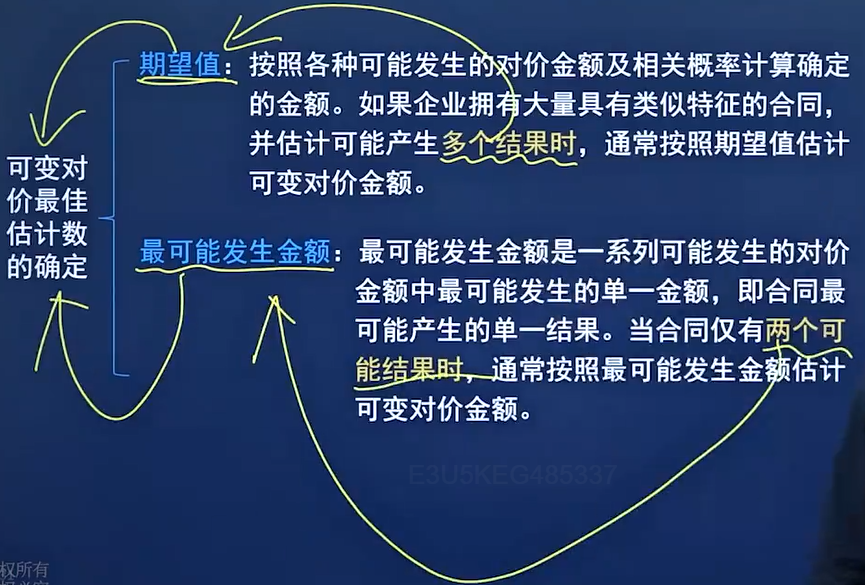 期望值：按照各种可能发生的对价金额及相关概率计算确定
的金额。如果企业拥有大量具有类似特征的合同，
并估计可能产生多个结果时，通常按照期望值估计
可变对价金额。
可变对
价最佳
估计数
的确定
最可能发生金额：最可能发生金额是一系列可能发生的对价
金额中最可能发生的单一金额，即合同最
可能产生的单一结果。当合同仅有两个可
能结果时，通常按照最可能发生金额估计
可变对价金额。
E3U5KEG485337
权所有